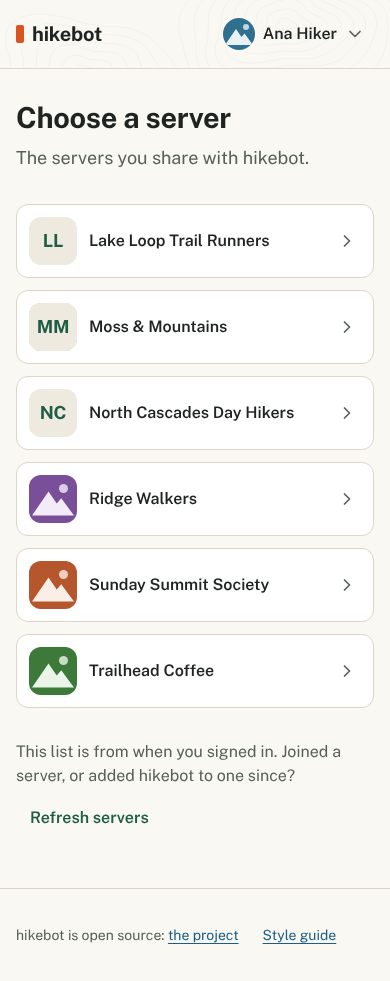 hikebot
Ana Hiker
Choose a server
The servers you share with hikebot.
LL
Lake Loop Trail Runners
MM
Moss & Mountains
NC
North Cascades Day Hikers
Ridge Walkers
Sunday Summit Society
Trailhead Coffee
This list is from when you signed in. Joined a
server, or added hikebot to one since?
Refresh servers
hikebot is open source: the project
Style guide